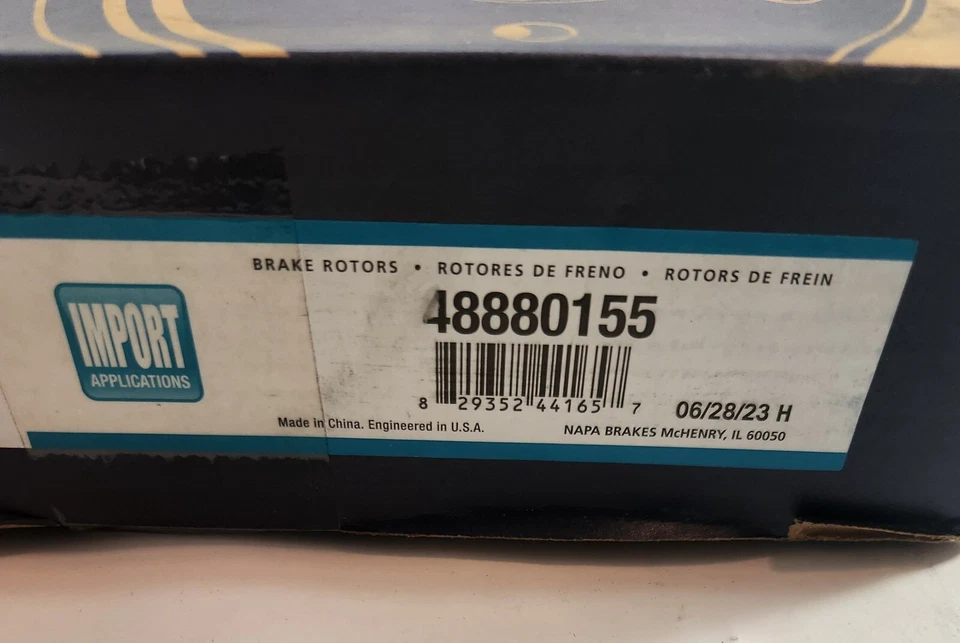 BRAKE ROTORS • ROTORES DE FRENO • ROTORS DE FREIN
IMPORT
APPLICATIONS
48880155
8 29352 44165 7
06/28/23 H
Made in China. Engineered in U.S.A.
NAPA BRAKES McHENRY, IL 60050